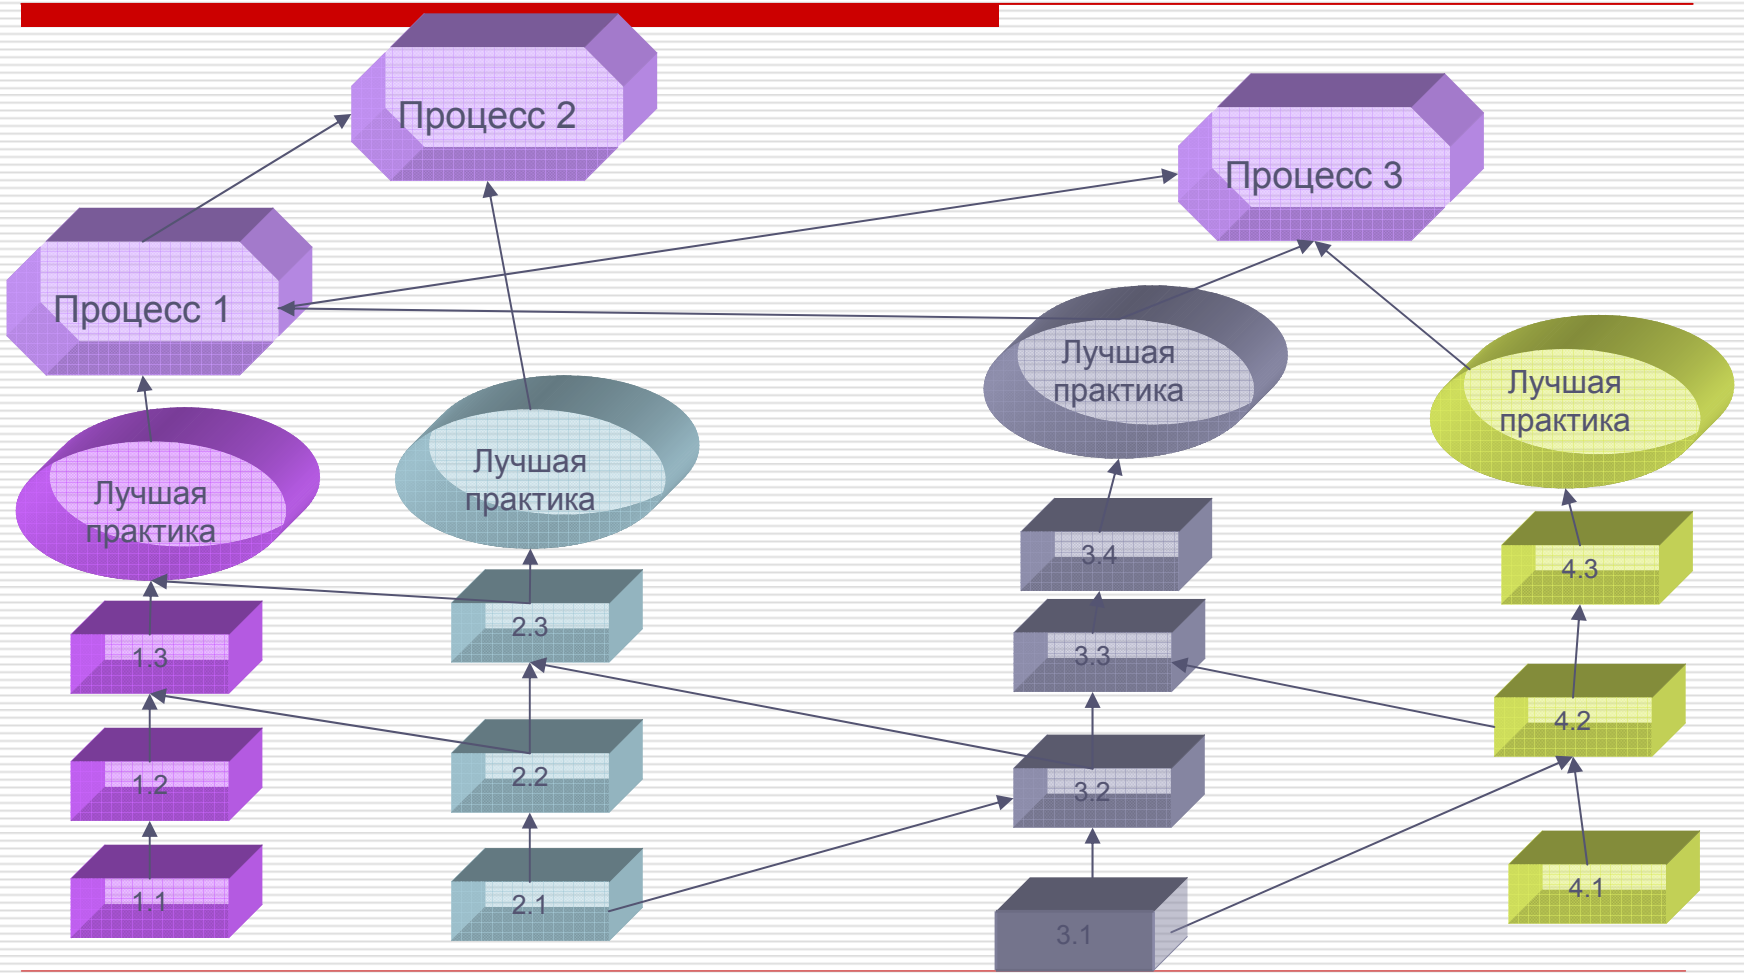 Процесс 2
Процесс 3
Процесс 1
Лучшая
практика
Лучшая
практика
Лучшая
практика
Лучшая
практика
3.4
4.3
2.3
1.3
3.3
4.2
2.2
1.2
3.2
4.1
1.1
2.1
3.1